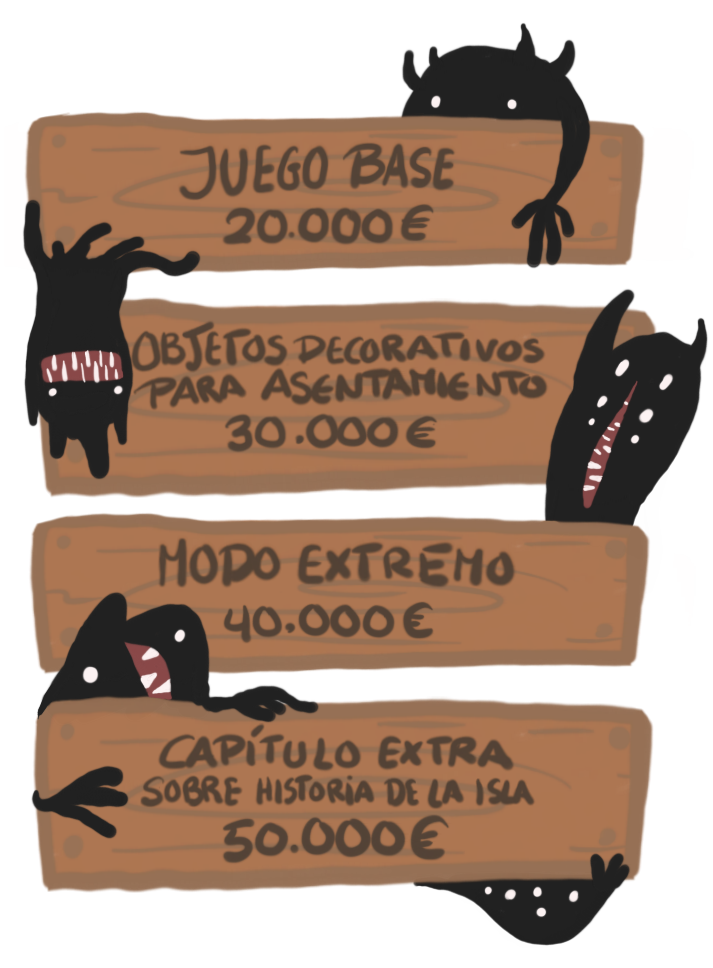 JUEGO BASE
20.000€
OBJETOS DECORATIVOS
PARA ASENTAMIENTO
30.000€
MODO EXTREMO
40.000€
CAPÍTULO EXTRA
SOBRE HISTORIA DE LA ISLA
50.000€